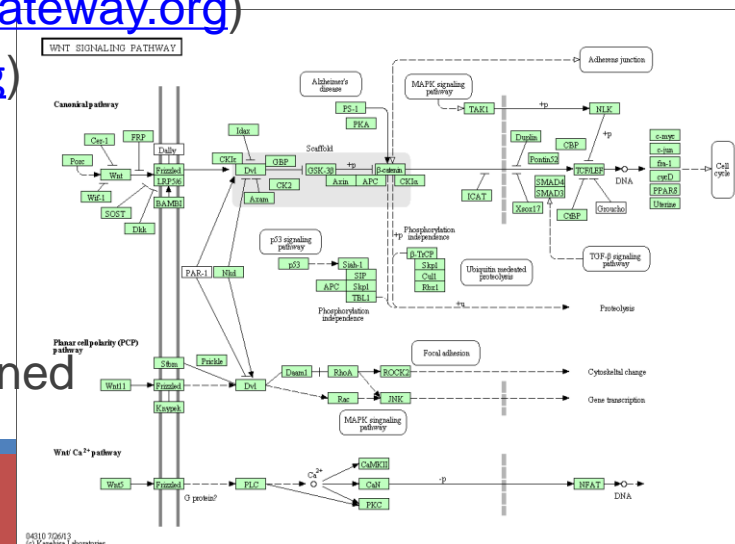 ateway.org)
g)
ned
WNT SIGNALING PATHWAY
Adherens junction
Alzheimer's
disease
MAPK signaling
pathway
PS-1
PKA
TAK1
+p
NLK
Canonical pathway
Cer-1
FRP
Idax
Dally
Scaffold
Duplin
CBP
Pontin52
c-myc
c-jun
fra-1
cycD
PPARδ
Uterine
Cell
cycle
Porc
Wnt
Frizzled
LRP5/6
CKIε
Dvl
GBP
GSK-3β
+p
β-catenin
Axin
APC
CKIα
CK2
Axam
TCF/LEF
DNA
SMAD4
SMAD3
Wif-1
SOST
Dkk
BAMBI
ICAT
Xsox17
CtBP
Groucho
p53 signaling
pathway
+p
Phosphorylation
independence
TGF-β signaling
pathway
PAR-1
Nkd
p53
Siah-1
SIP
APC
Skp1
TBL1
β-TrCP
Skp1
Cul1
Rbx1
Ubiquitin mediated
proteolysis
Phosphorylation
independence
+u
Proteolysis
Planar cell polarity (PCP)
pathway
Stbm
Prickle
Focal adhesion
Wnt11
Frizzled
Dvl
Daam1
RhoA
ROCK2
Cytoskeltal change
Rac
JNK
Gene transcription
Knypek
MAPK signaling
pathway
Wnt/ Ca2+ pathway
Wnt5
Frizzled
G protein?
PLC
Ca2+
CaMKII
CaN
PKC
-p
NFAT
DNA
04310 7/26/13
(c) Kanehisa Laboratories